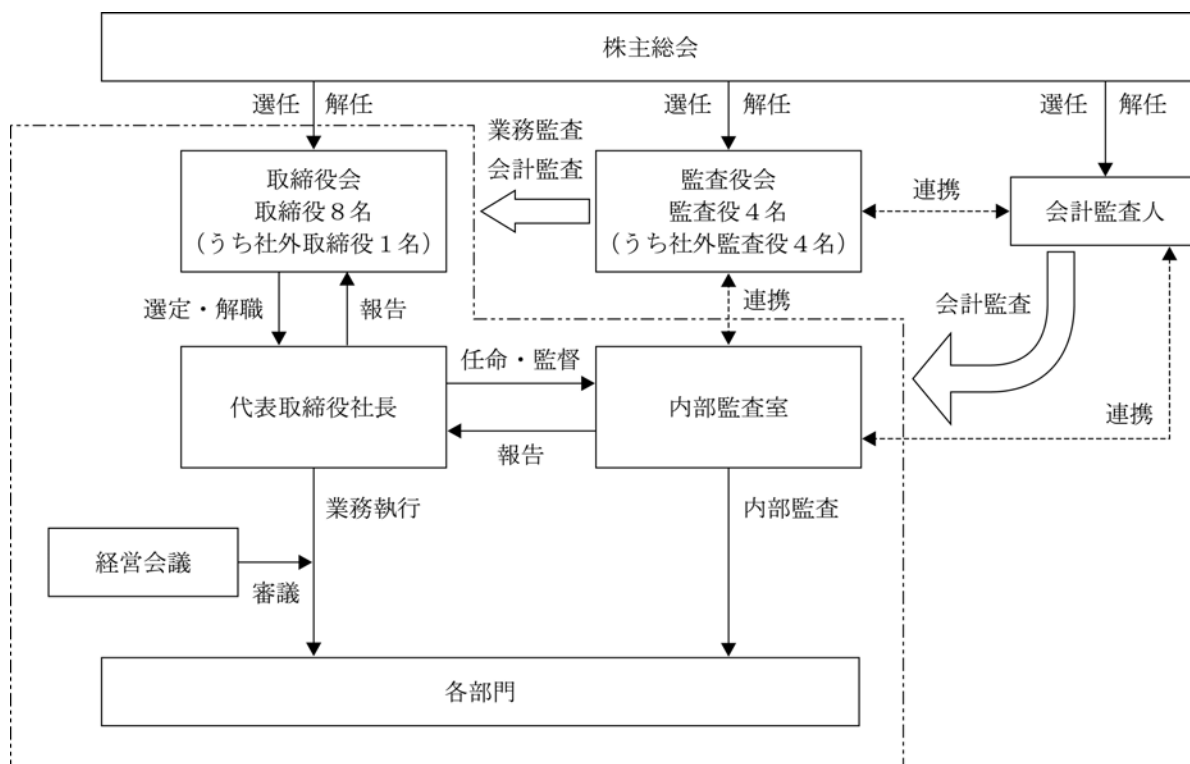 株主総会
選任
解任
選任
解任
選任
解任
業務監査
会計監査
取締役会
取締役８名
（うち社外取締役１名）
監査役会
監査役４名
（うち社外監査役４名）
連携
会計監査人
選定・解職
報告
連携
会計監査
代表取締役社長
任命・監督
報告
内部監査室
連携
業務執行
内部監査
経営会議
審議
各部門